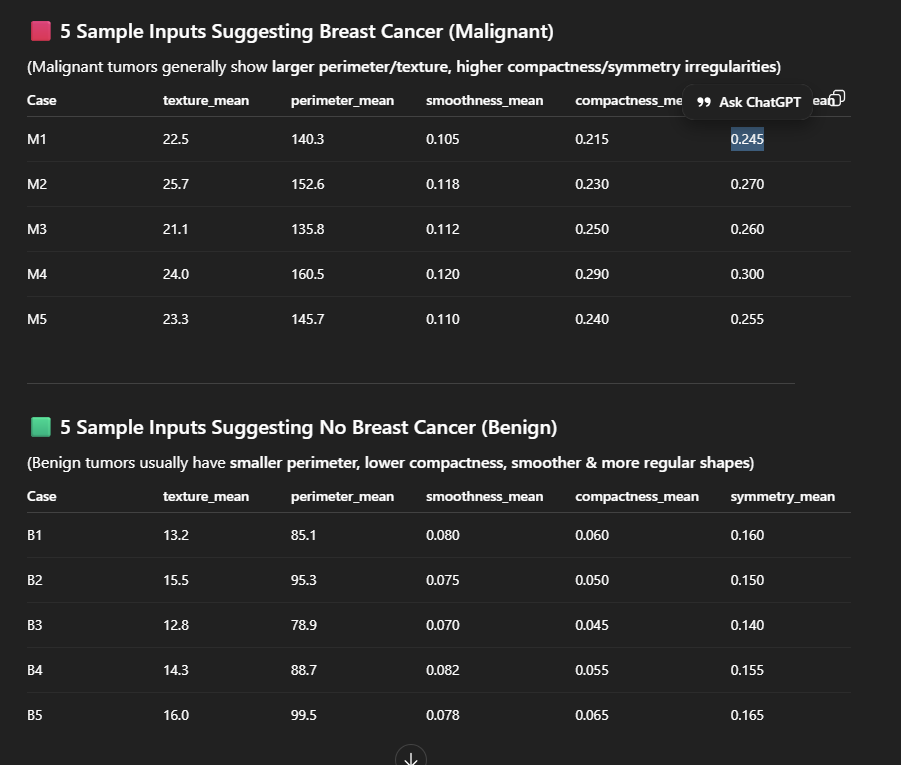 5 Sample Inputs Suggesting Breast Cancer (Malignant)
(Malignant tumors generally show larger perimeter/texture, higher compactness/symmetry irregularities)
Case texture_mean perimeter_mean smoothness_mean compactness_me Ask ChatGPT ean
M1 22.5 140.3 0.105 0.215 0.245
M2 25.7 152.6 0.118 0.230 0.270
M3 21.1 135.8 0.112 0.250 0.260
M4 24.0 160.5 0.120 0.290 0.300
M5 23.3 145.7 0.110 0.240 0.255
5 Sample Inputs Suggesting No Breast Cancer (Benign)
(Benign tumors usually have smaller perimeter, lower compactness, smoother & more regular shapes)
Case texture_mean perimeter_mean smoothness_mean compactness_mean symmetry_mean
B1 13.2 85.1 0.080 0.060 0.160
B2 15.5 95.3 0.075 0.050 0.150
B3 12.8 78.9 0.070 0.045 0.140
B4 14.3 88.7 0.082 0.055 0.155
B5 16.0 99.5 0.078 0.065 0.165